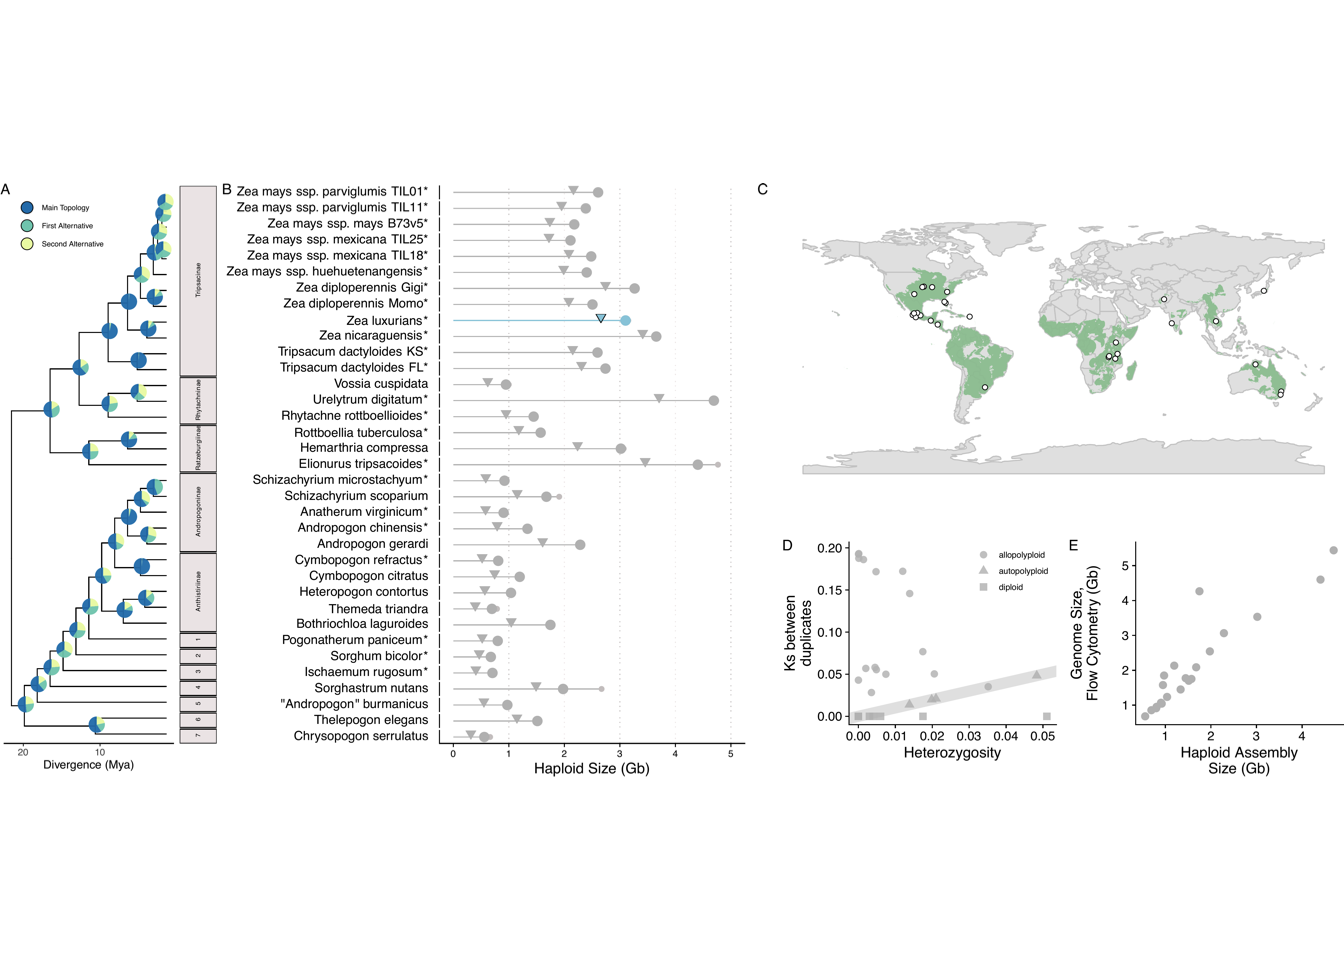 A
Main Topology
First Alternative
Second Alternative
Tripsacinae
Rhytachninae
Ratzeburgiinae
Andropogoninae
Anthistiriinae
1
2
3
4
5
6
7
20 10
Divergence (Mya)
B
Zea mays ssp. parviglumis TIL01*
Zea mays ssp. parviglumis TIL11*
Zea mays ssp. mays B73v5*
Zea mays ssp. mexicana TIL25*
Zea mays ssp. mexicana TIL18*
Zea mays ssp. huehuetenangensis*
Zea diploperennis Gigi*
Zea diploperennis Momo*
Zea luxurians*
Zea nicaraguensis*
Tripsacum dactyloides KS*
Tripsacum dactyloides FL*
Vossia cuspidata
Urelytrum digitatum*
Rhytachne rottboellioides*
Rottboellia tuberculosa*
Hemarthria compressa
Elionurus tripsacoides*
Schizachyrium microstachyum*
Schizachyrium scoparium
Anatherum virginicum*
Andropogon chinensis*
Andropogon gerardi
Cymbopogon refractus*
Cymbopogon citratus
Heteropogon contortus
Themeda triandra
Bothriochloa laguroides
Pogonatherum paniceum*
Sorghum bicolor*
Ischaemum rugosum*
Sorghastrum nutans
"Andropogon" burmanicus
Thelepogon elegans
Chrysopogon serrulatus
0 1 2 3 4 5
Haploid Size (Gb)
C
D
Ks between
duplicates
0.20
0.15
0.10
0.05
0.00
allopolyploid
autopolyploid
diploid
0.00 0.01 0.02 0.03 0.04 0.05
Heterozygosity
E
Genome Size,
Flow Cytometry (Gb)
5
4
3
2
1
1 2 3 4
Haploid Assembly
Size (Gb)